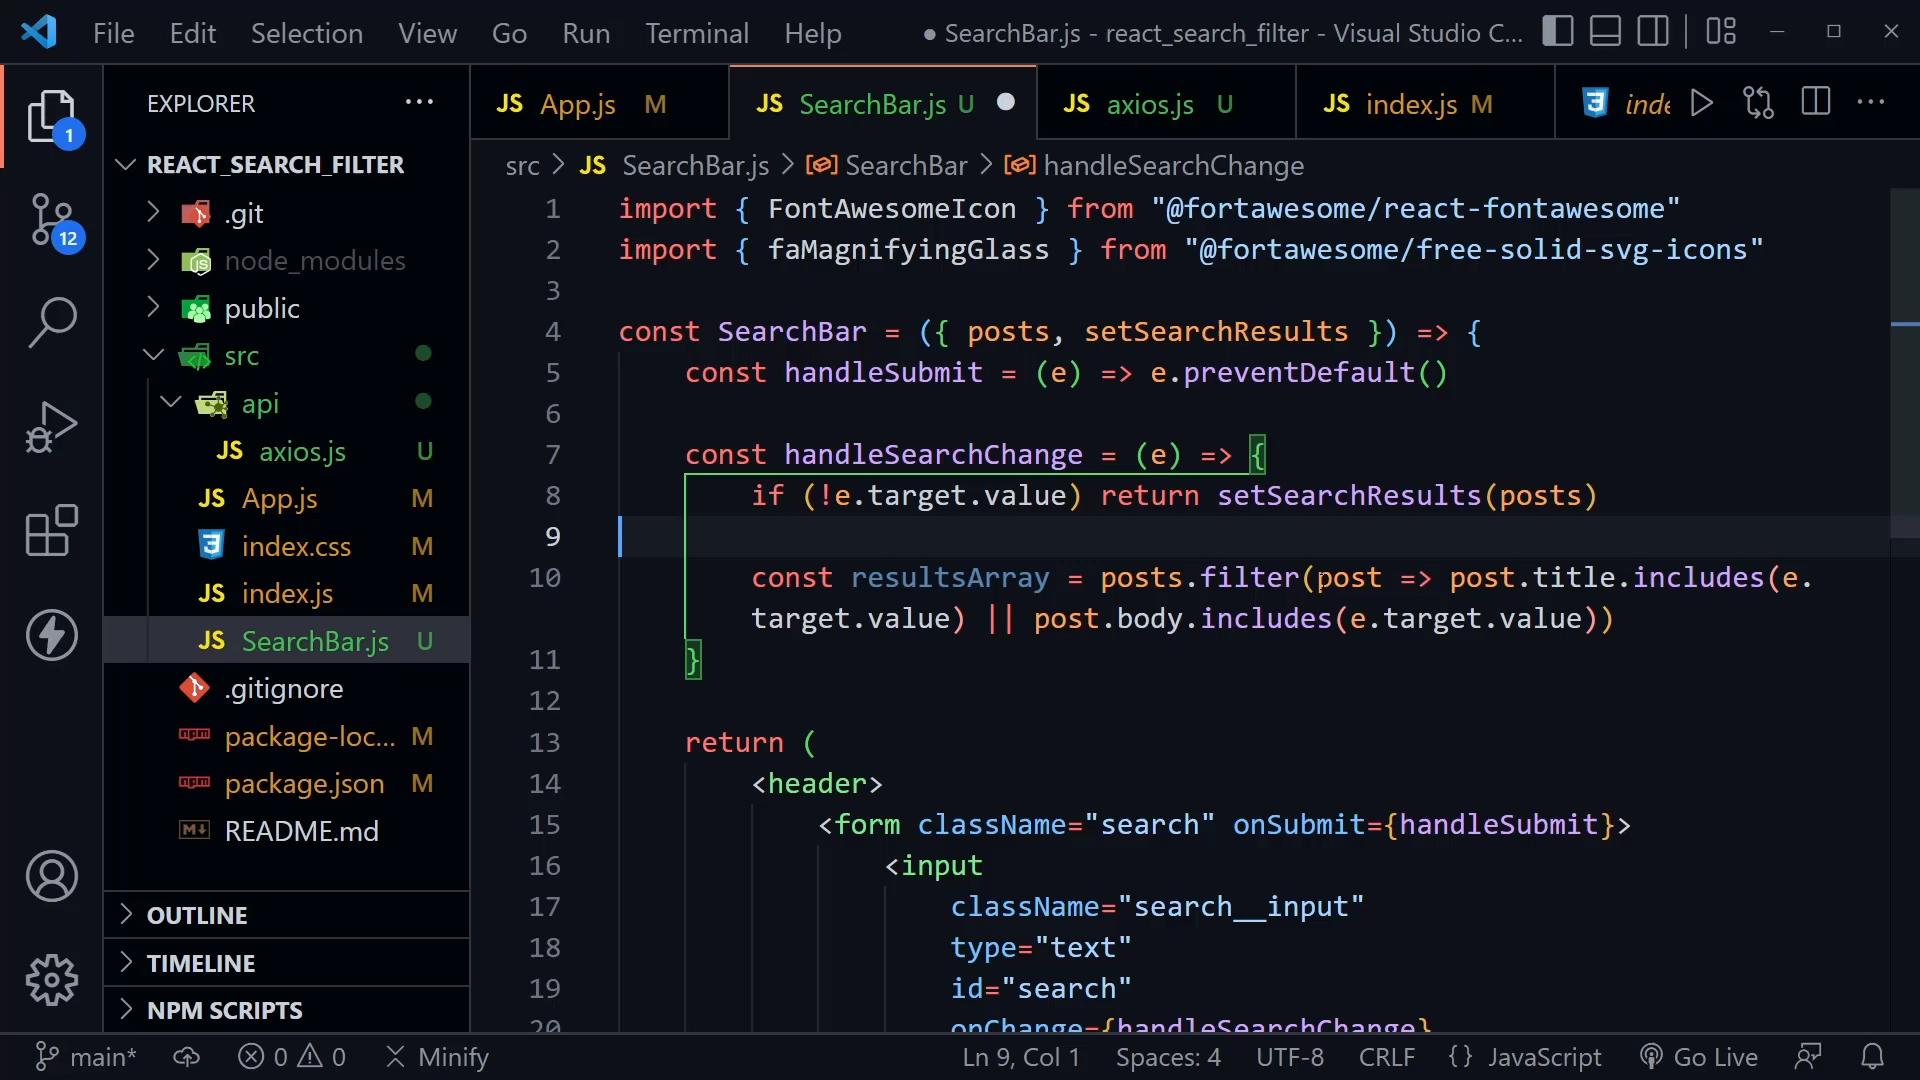 File Edit Selection View Go Run Terminal Help
● SearchBar.js - react_search_filter - Visual Studio C...
EXPLORER ...
JS App.js M
JS SearchBar.js U
JS axios.js U
JS index.js M
3 inde
...
REACT_SEARCH_FILTER
.git
node_modules
public
src
api
JS axios.js U
JS App.js M
3 index.css M
JS index.js M
JS SearchBar.js U
.gitignore
package-loc... M
package.json M
README.md
OUTLINE
TIMELINE
NPM SCRIPTS
1
12
src > JS SearchBar.js > SearchBar > handleSearchChange
1 import { FontAwesomeIcon } from "@fortawesome/react-fontawesome"
2 import { faMagnifyingGlass } from "@fortawesome/free-solid-svg-icons"
3
4 const SearchBar = ({ posts, setSearchResults }) => {
5 const handleSubmit = (e) => e.preventDefault()
6
7 const handleSearchChange = (e) => {
8 if (!e.target.value) return setSearchResults(posts)
9
10 const resultsArray = posts.filter(post => post.title.includes(e.
target.value) || post.body.includes(e.target.value))
11 }
12
13 return (
14 <header>
15 <form className="search" onSubmit={handleSubmit}>
16 <input
17 className="search__input"
18 type="text"
19 id="search"
20 onChange={handleSearchChange}
main* 0 0 Minify Ln 9, Col 1 Spaces: 4 UTF-8 CRLF {} JavaScript Go Live